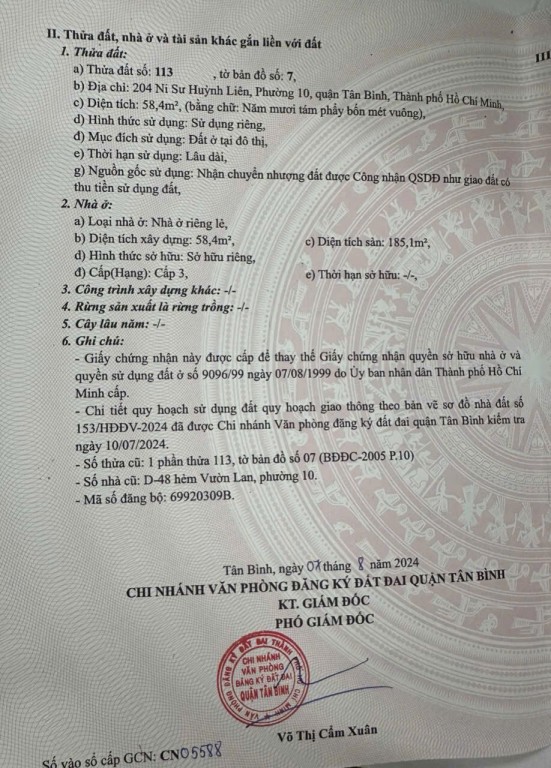 II. Thửa đất, nhà ở và tài sản khác gắn liền với đất
III
1. Thửa đất:
a) Thửa đất số: 113 , tờ bản đồ số: 7,
b) Địa chỉ: 204 Ni Sư Huỳnh Liên, Phường 10, quận Tân Bình, Thành phố Hồ Chí Minh,
c) Diện tích: 58,4m², (bằng chữ: Năm mươi tám phẩy bốn mét vuông),
d) Hình thức sử dụng: Sử dụng riêng,
đ) Mục đích sử dụng: Đất ở tại đô thị,
e) Thời hạn sử dụng: Lâu dài,
g) Nguồn gốc sử dụng: Nhận chuyển nhượng đất được Công nhận QSDĐ như giao đất có
thu tiền sử dụng đất,
2. Nhà ở:
a) Loại nhà ở: Nhà ở riêng lẻ,
b) Diện tích xây dựng: 58,4m², c) Diện tích sàn: 185,1m²,
d) Hình thức sở hữu: Sở hữu riêng,
đ) Cấp(Hạng): Cấp 3, e) Thời hạn sở hữu: -/-,
3. Công trình xây dựng khác: -/-
4. Rừng sản xuất là rừng trồng: -/-
5. Cây lâu năm: -/-
6. Ghi chú:
- Giấy chứng nhận này được cấp để thay thế Giấy chứng nhận quyền sở hữu nhà ở và
quyền sử dụng đất ở số 9096/99 ngày 07/08/1999 do Ủy ban nhân dân Thành phố Hồ Chí
Minh cấp.
- Chi tiết quy hoạch sử dụng đất quy hoạch giao thông theo bản vẽ sơ đồ nhà đất số
153/HĐĐV-2024 đã được Chi nhánh Văn phòng đăng ký đất đai quận Tân Bình kiểm tra
ngày 10/07/2024.
- Số thửa cũ: 1 phần thửa 113, tờ bản đồ số 07 (BĐĐC-2005 P.10)
- Số nhà cũ: D-48 hẻm Vườn Lan, phường 10.
- Mã số đăng bộ: 69920309B.
Tân Bình, ngày 07 tháng 8 năm 2024
CHI NHÁNH VĂN PHÒNG ĐĂNG KÝ ĐẤT ĐAI QUẬN TÂN BÌNH
KT. GIÁM ĐỐC
PHÓ GIÁM ĐỐC
VĂN PHÒNG ĐĂNG KÝ ĐẤT ĐAI THÀNH PHỐ HỒ CHÍ MINH
CHI NHÁNH
VĂN PHÒNG
ĐĂNG KÝ ĐẤT ĐAI
QUẬN TÂN BÌNH
Võ Thị Cẩm Xuân
Số vào sổ cấp GCN: CN05588